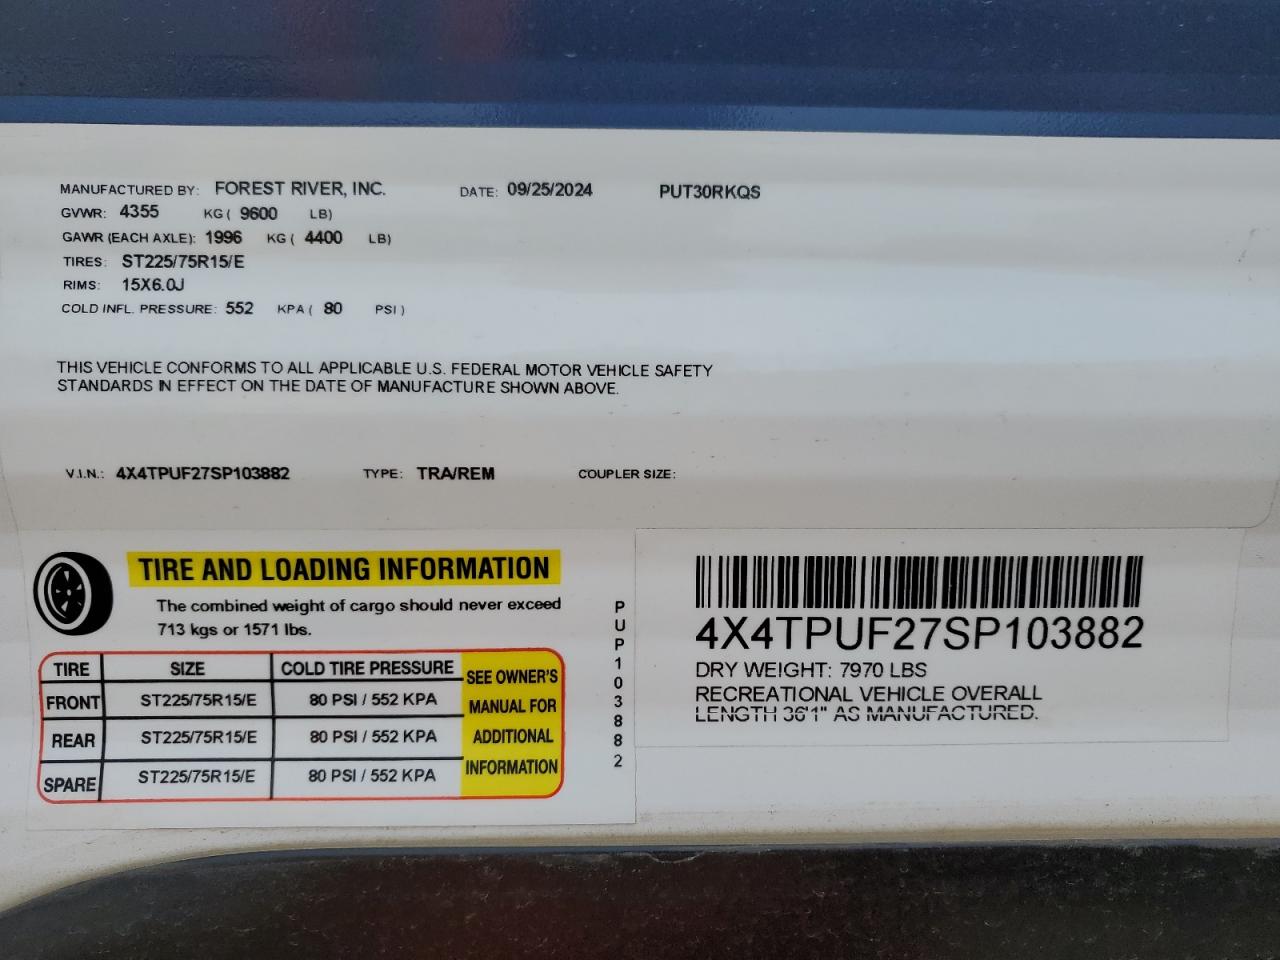 MANUFACTURED BY: FOREST RIVER, INC. DATE: 09/25/2024 PUT30RKQS
GVWR: 4355 KG ( 9600 LB)
GAWR (EACH AXLE): 1996 KG ( 4400 LB)
TIRES: ST225/75R15/E
RIMS: 15X6.0J
COLD INFL. PRESSURE: 552 KPA ( 80 PSI )
THIS VEHICLE CONFORMS TO ALL APPLICABLE U.S. FEDERAL MOTOR VEHICLE SAFETY
STANDARDS IN EFFECT ON THE DATE OF MANUFACTURE SHOWN ABOVE.
V.I.N.: 4X4TPUF27SP103882 TYPE: TRA/REM COUPLER SIZE:
TIRE AND LOADING INFORMATION
The combined weight of cargo should never exceed
713 kgs or 1571 lbs.
TIRE SIZE COLD TIRE PRESSURE
FRONT ST225/75R15/E 80 PSI / 552 KPA
REAR ST225/75R15/E 80 PSI / 552 KPA
SPARE ST225/75R15/E 80 PSI / 552 KPA
SEE OWNER'S
MANUAL FOR
ADDITIONAL
INFORMATION
PUP103882
4X4TPUF27SP103882
DRY WEIGHT: 7970 LBS
RECREATIONAL VEHICLE OVERALL
LENGTH 36'1" AS MANUFACTURED.